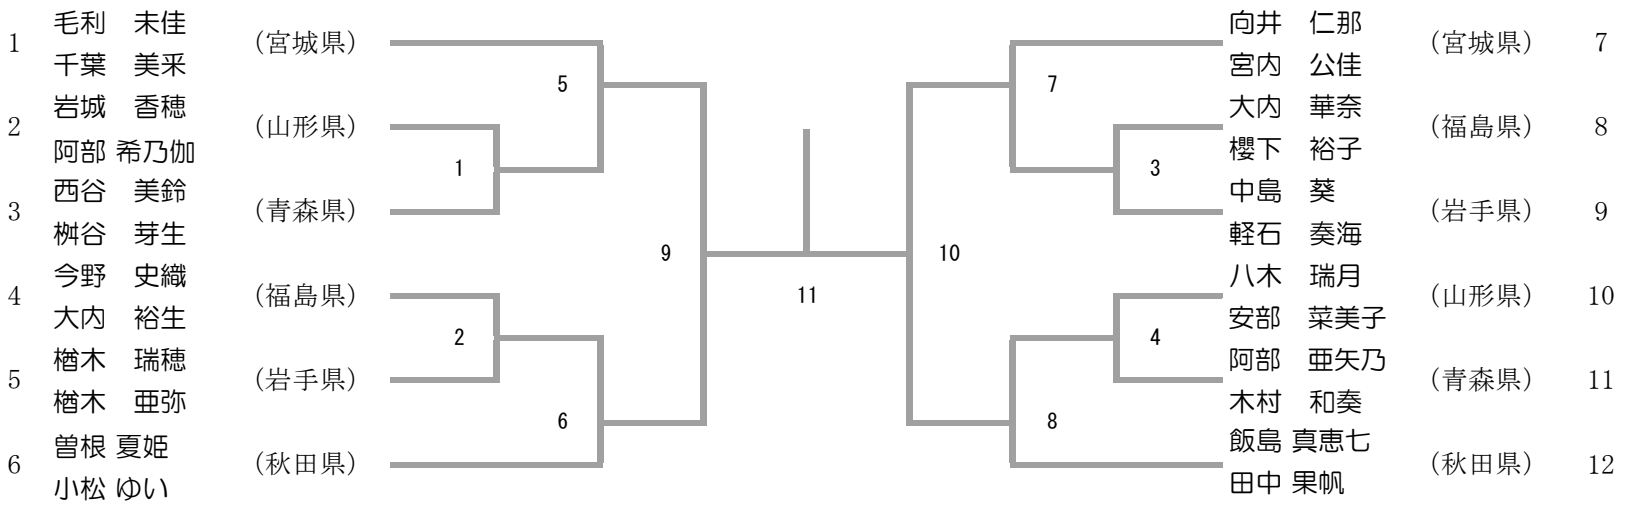 1 毛利　未佳 (宮城県)
千葉　美釆
2 岩城　香穂 (山形県)
阿部 希乃伽
3 西谷　美鈴 (青森県)
桝谷　芽生
4 今野　史織 (福島県)
大内　裕生
5 楢木　瑞穂 (岩手県)
楢木　亜弥
6 曽根 夏姫 (秋田県)
小松 ゆい
5
1
9
2
6
11
7
3
10
4
8
向井　仁那 (宮城県) 7
宮内　公佳
大内　華奈 (福島県) 8
櫻下　裕子
中島　葵 (岩手県) 9
軽石　奏海
八木　瑞月 (山形県) 10
安部　菜美子
阿部　亜矢乃 (青森県) 11
木村　和奏
飯島 真恵七 (秋田県) 12
田中 果帆